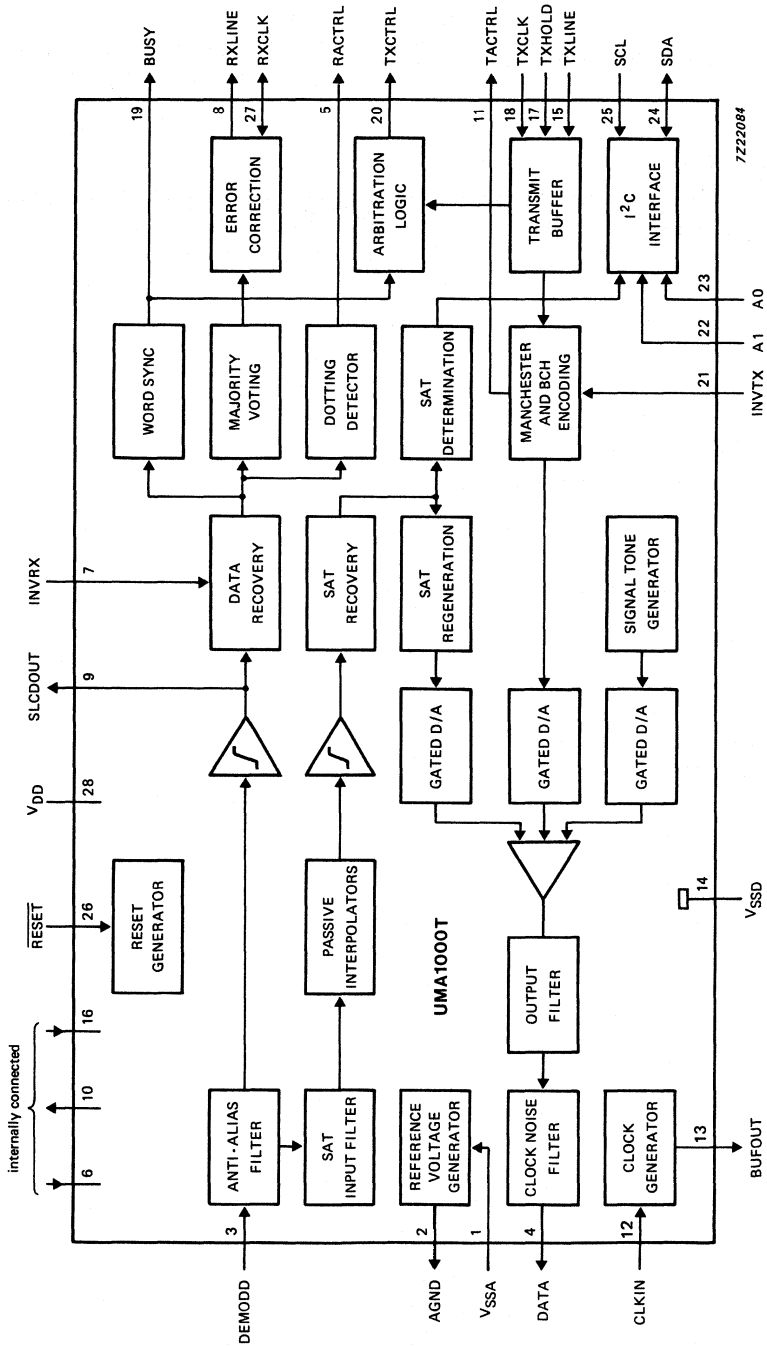 internally connected
6
10
16
RESET
26
VDD
28
SLCDOUT
9
INVRX
7
19
BUSY
8
RXLINE
27
RXCLK
5
RACTRL
20
TXCTRL
11
TACTRL
18
TXCLK
17
TXHOLD
15
TXLINE
25
SCL
24
SDA
RESET
GENERATOR
WORD SYNC
DEMODD
3
ANTI-ALIAS
FILTER
DATA
RECOVERY
MAJORITY
VOTING
ERROR
CORRECTION
SAT
INPUT FILTER
PASSIVE
INTERPOLATORS
SAT
RECOVERY
DOTTING
DETECTOR
ARBITRATION
LOGIC
AGND
2
REFERENCE
VOLTAGE
GENERATOR
UMA1000T
GATED D/A
SAT
REGENERATION
SAT
DETERMINATION
VSSA
1
DATA
4
CLOCK NOISE
FILTER
OUTPUT
FILTER
GATED D/A
MANCHESTER
AND BCH
ENCODING
TRANSMIT
BUFFER
CLKIN
12
CLOCK
GENERATOR
GATED D/A
SIGNAL TONE
GENERATOR
I²C
INTERFACE
13
BUFOUT
14
VSSD
21
INVTX
22
A1
23
A0
7Z22084